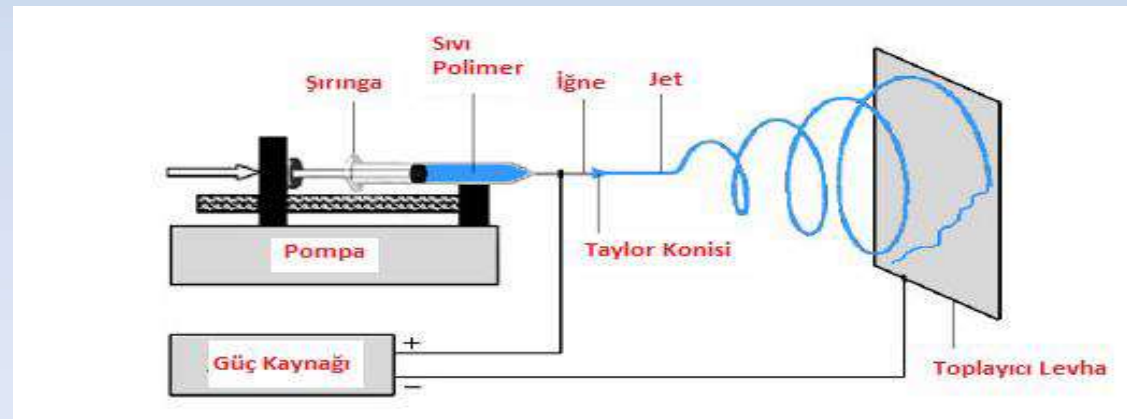 Sıvı
Polimer
Şırınga
İğne
Jet
Pompa
Taylor Konisi
Güç Kaynağı
+
−
Toplayıcı Levha